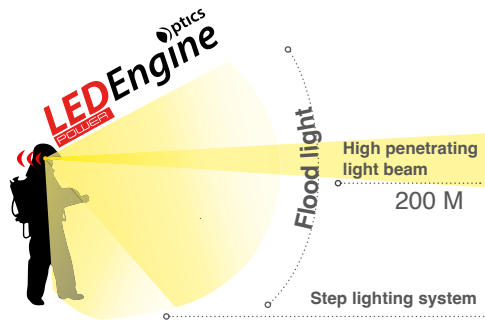 Optics
LEDEngine
POWER
Flood light
High penetrating
light beam
200 M
Step lighting system